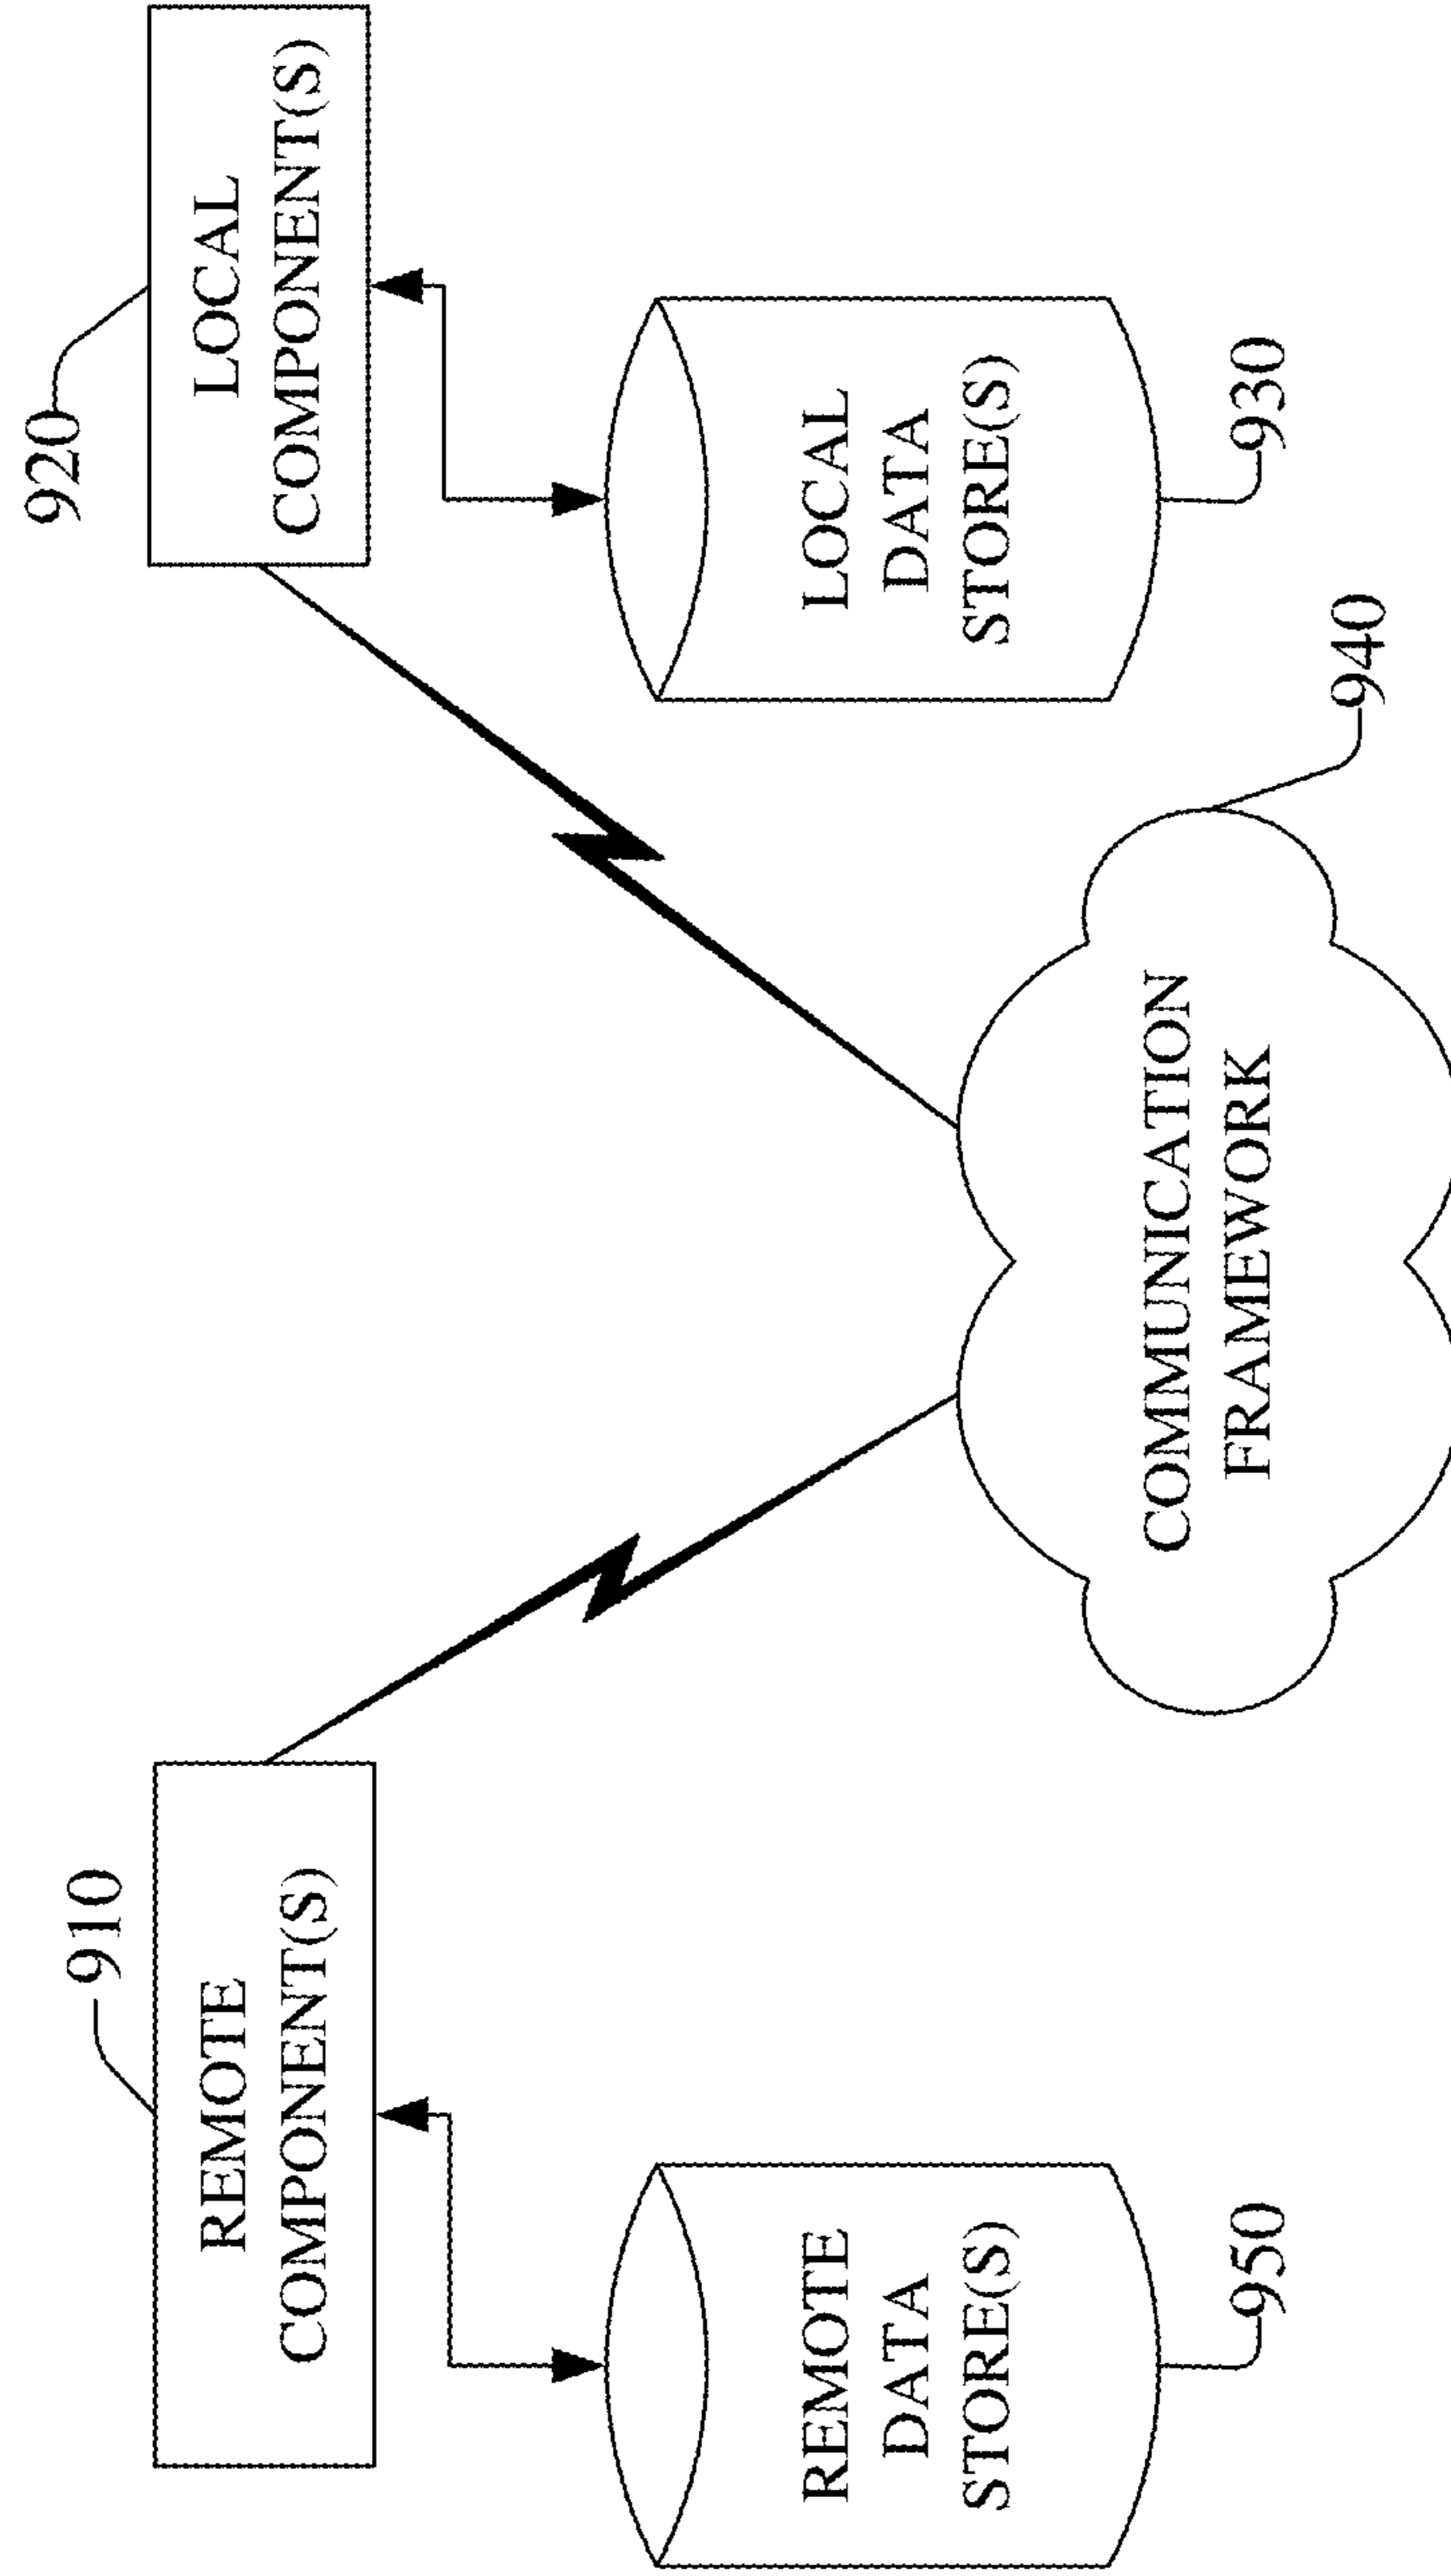 910
REMOTE
COMPONENT(S)
920
LOCAL
COMPONENT(S)
REMOTE
DATA
STORE(S)
950
LOCAL
DATA
STORE(S)
930
940
COMMUNICATION
FRAMEWORK